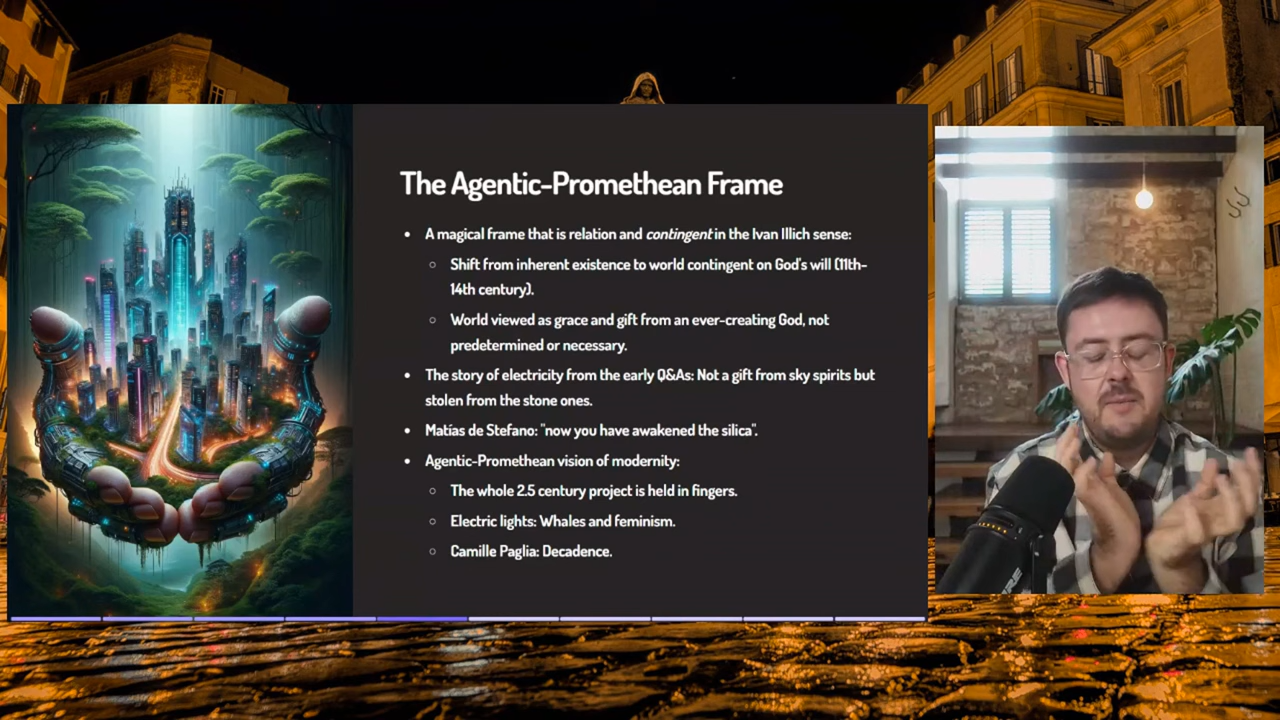 The Agentic-Promethean Frame
• A magical frame that is relation and contingent in the Ivan Illich sense:
○ Shift from inherent existence to world contingent on God's will (11th-
14th century).
○ World viewed as grace and gift from an ever-creating God, not
predetermined or necessary.
• The story of electricity from the early Q&As: Not a gift from sky spirits but
stolen from the stone ones.
• Matías de Stefano: "now you have awakened the silica".
• Agentic-Promethean vision of modernity:
○ The whole 2.5 century project is held in fingers.
○ Electric lights: Whales and feminism.
○ Camille Paglia: Decadence.